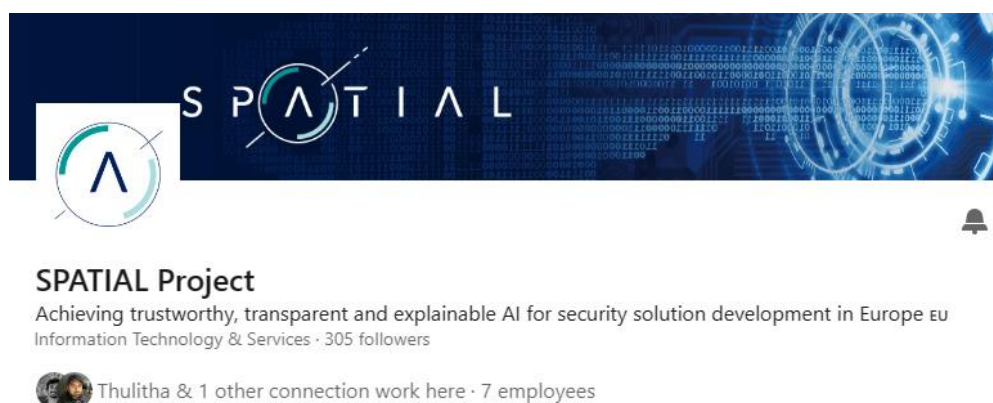 SPATIAL
SPATIAL Project
Achieving trustworthy, transparent and explainable AI for security solution development in Europe EU
Information Technology & Services · 305 followers
Thulitha & 1 other connection work here · 7 employees